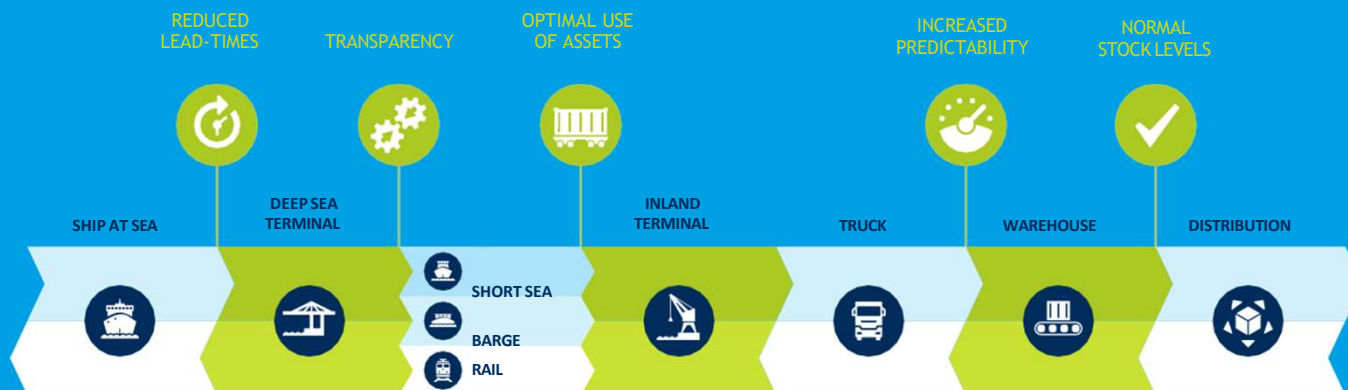 REDUCED
LEAD-TIMES
TRANSPARENCY
OPTIMAL USE
OF ASSETS
INCREASED
PREDICTABILITY
NORMAL
STOCK LEVELS
SHIP AT SEA
DEEP SEA
TERMINAL
INLAND
TERMINAL
TRUCK
WAREHOUSE
DISTRIBUTION
SHORT SEA
BARGE
RAIL